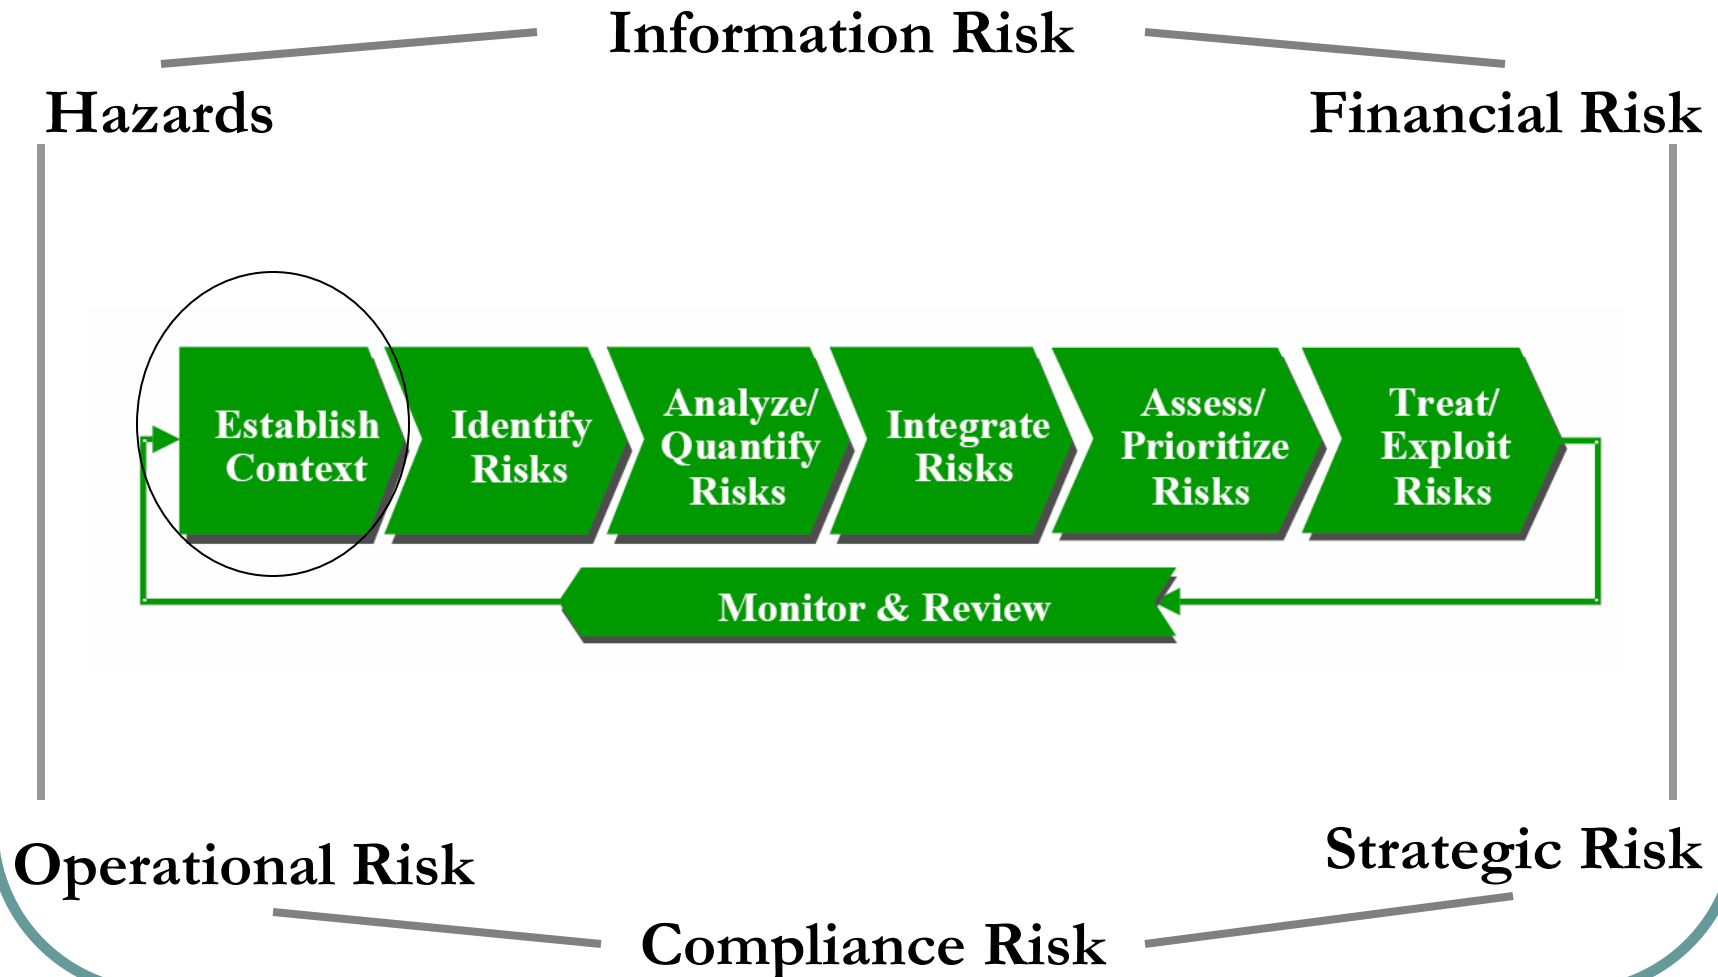 Information Risk
Hazards
Financial Risk
Establish
Context
Identify
Risks
Analyze/
Quantify
Risks
Integrate
Risks
Assess/
Prioritize
Risks
Treat/
Exploit
Risks
Monitor & Review
Operational Risk
Strategic Risk
Compliance Risk